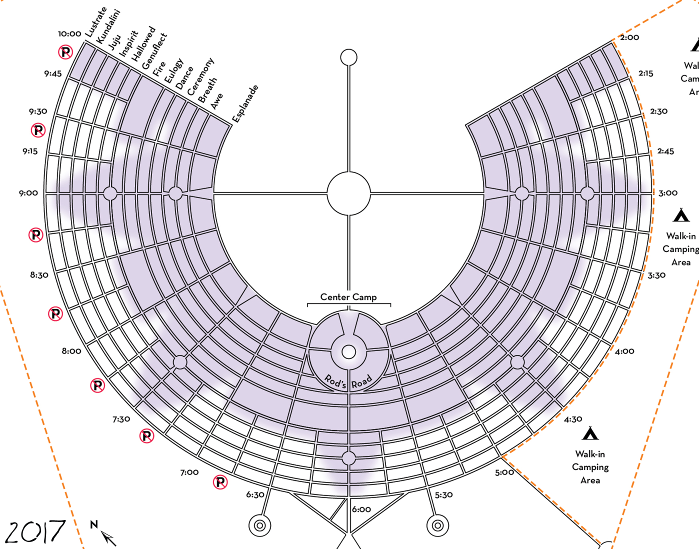 Lustrate
Kundalini
Juju
Inspirit
Hallowed
Genuflect
Fire
Eulogy
Dance
Ceremony
Breath
Awe
Esplanade
10:00
P
9:45
9:30
P
9:15
9:00
P
8:30
P
8:00
P
7:30
P
7:00
P
6:30
6:00
5:30
5:00
4:30
4:00
3:30
3:00
2:45
2:30
2:15
2:00
Center Camp
Rod's Road
Wal
Cam
Ar
Walk-in
Camping
Area
Walk-in
Camping
Area
2017
N